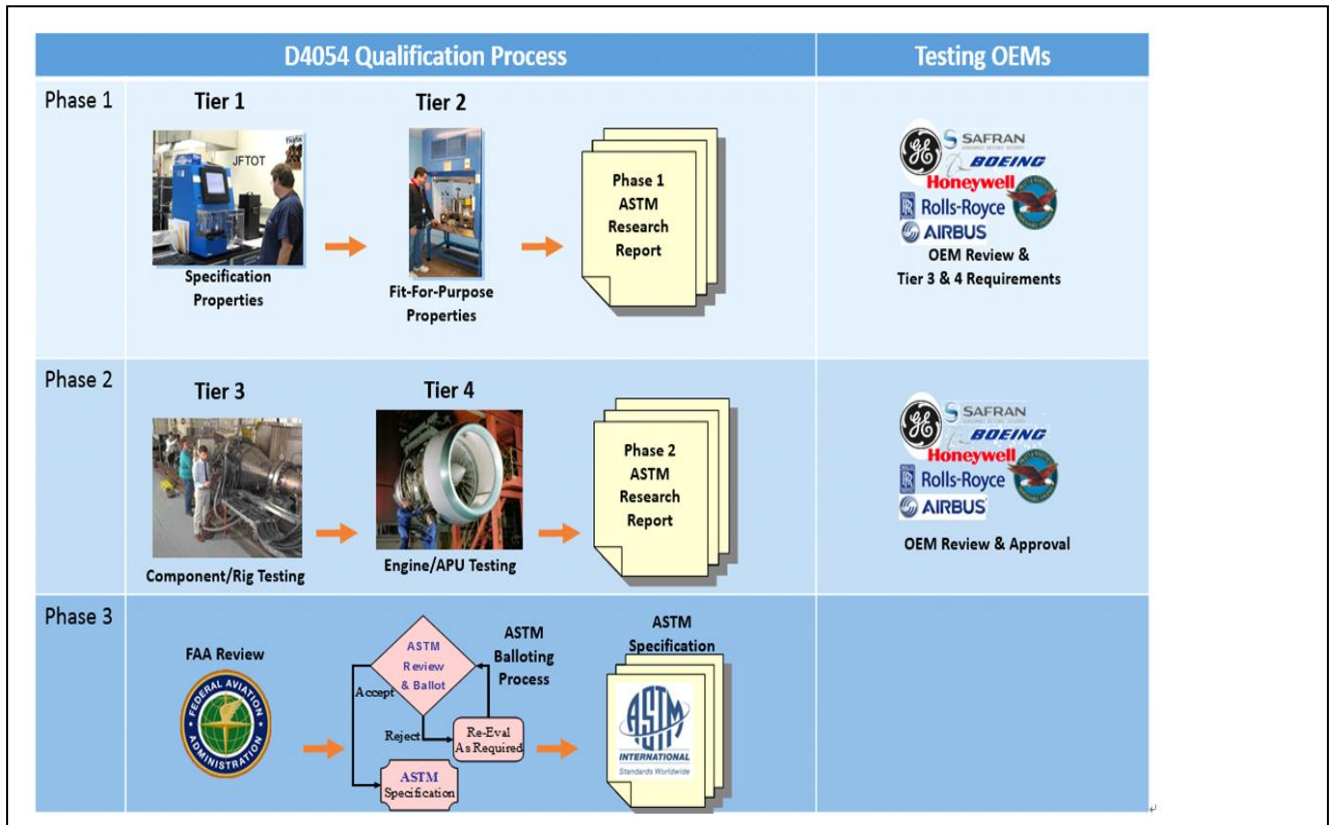 D4054 Qualification Process
Testing OEMs
Phase 1
Tier 1
Tier 2
JFTOT
Specification
Properties
Fit-For-Purpose
Properties
Phase 1
ASTM
Research
Report
GE
SAFRAN
BOEING
Honeywell
Rolls-Royce
AIRBUS
OEM Review &
Tier 3 & 4 Requirements
Phase 2
Tier 3
Tier 4
Component/Rig Testing
Engine/APU Testing
Phase 2
ASTM
Research
Report
GE
SAFRAN
BOEING
Honeywell
Rolls-Royce
AIRBUS
OEM Review & Approval
Phase 3
FAA Review
FEDERAL AVIATION
ADMINISTRATION
ASTM
Review
& Ballot
Accept
Reject
Re-Eval
As Required
ASTM
Specification
ASTM
Balloting
Process
ASTM
Specification
ASTM
INTERNATIONAL
Standards Worldwide